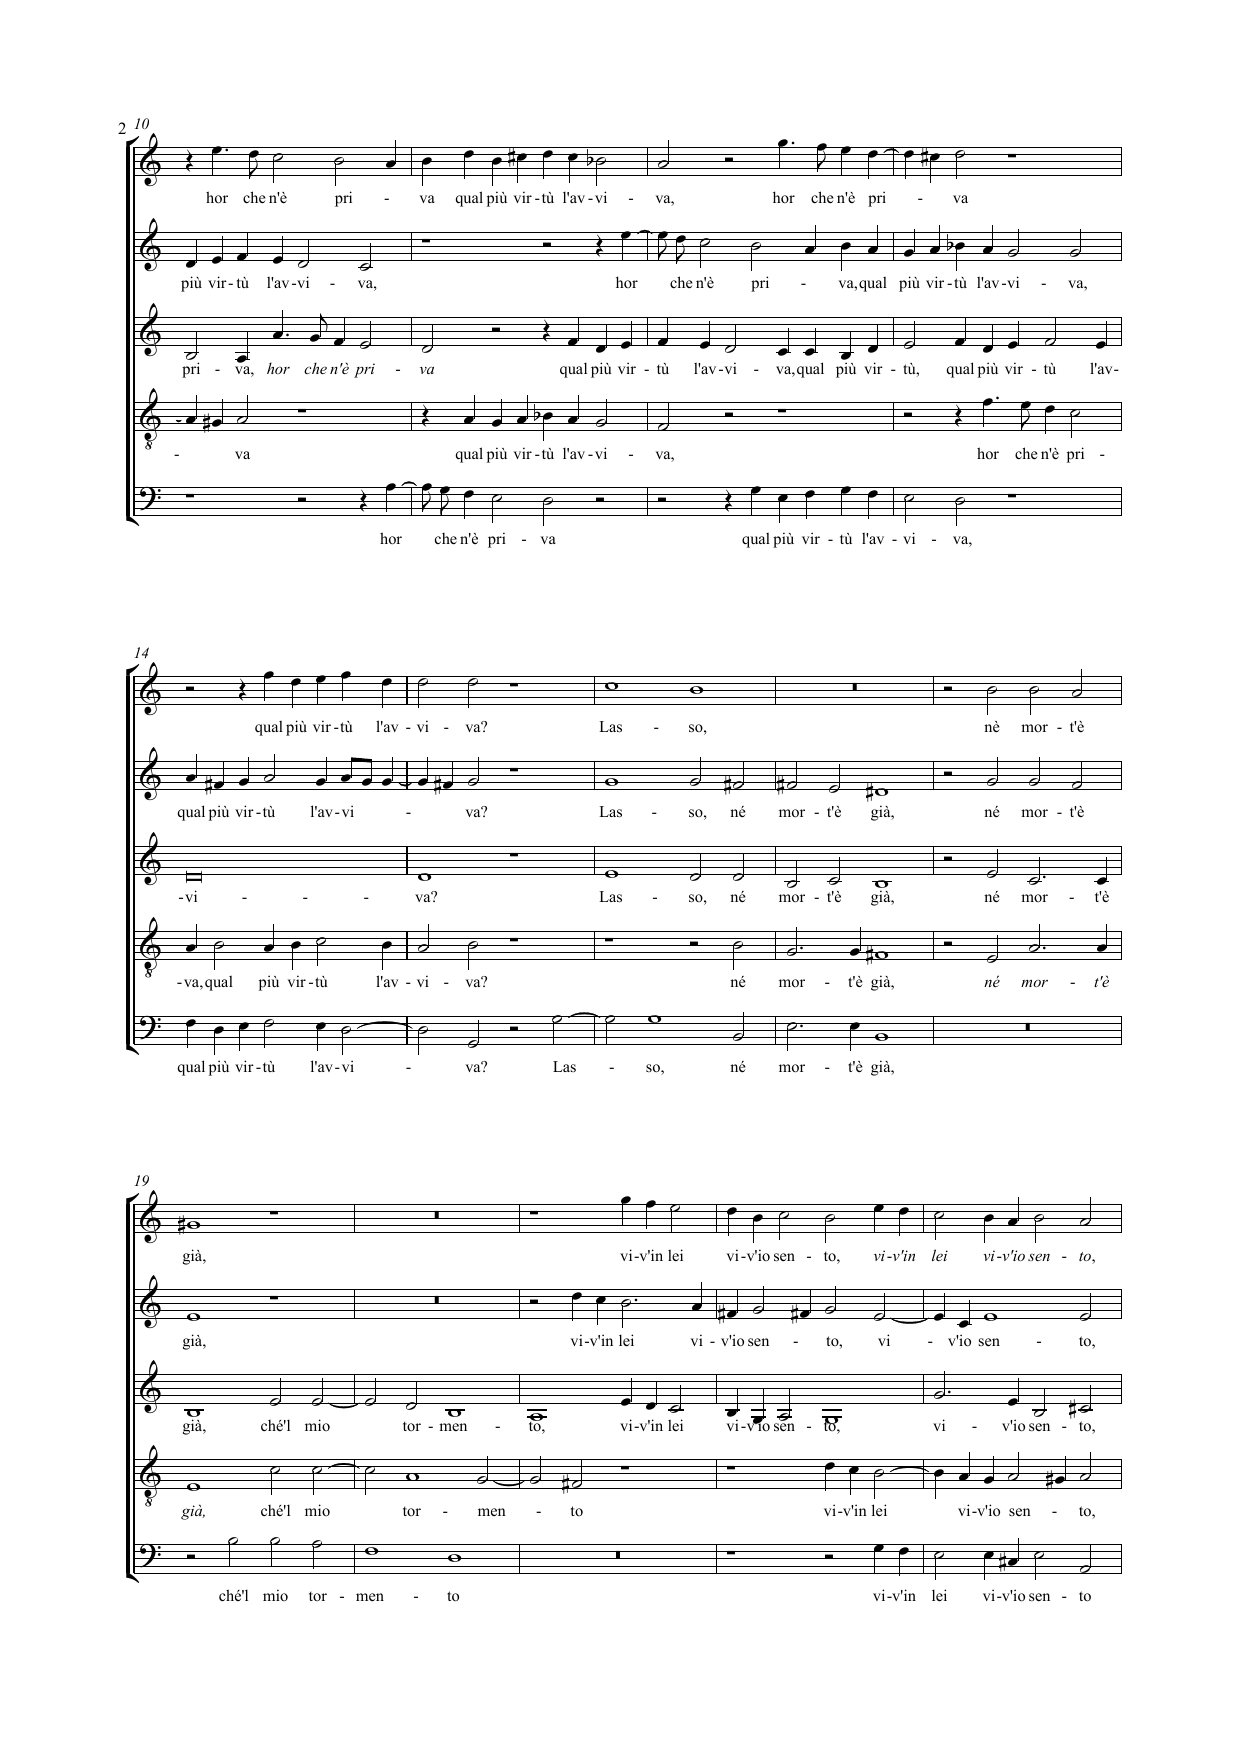 2 10
hor che n'è pri - va qual più vir - tù l'av - vi - va, hor che n'è pri - va
più vir - tù l'av - vi - va, hor che n'è pri - va, qual più vir - tù l'av - vi - va,
pri - va, hor che n'è pri - va qual più vir - tù l'av - vi - va, qual più vir - tù, qual più vir - tù l'av-
- va qual più vir - tù l'av - vi - va, hor che n'è pri -
hor che n'è pri - va qual più vir - tù l'av - vi - va,
14
qual più vir - tù l'av - vi - va? Las - so, nè mor - t'è
qual più vir - tù l'av - vi - va? Las - so, né mor - t'è già, né mor - t'è
-vi - - - va? Las - so, né mor - t'è già, né mor - t'è
-va, qual più vir - tù l'av - vi - va? né mor - t'è già, né mor - t'è
qual più vir - tù l'av - vi - va? Las - so, né mor - t'è già,
19
già, vi - v'in lei vi - v'io sen - to, vi - v'in lei vi - v'io sen - to,
già, vi - v'in lei vi - v'io sen - to, vi - v'io sen - to,
già, ché'l mio tor - men - to, vi - v'in lei vi - v'io sen - to, vi - v'io sen - to,
già, ché'l mio tor - men - to vi - v'in lei vi - v'io sen - to,
ché'l mio tor - men - to vi - v'in lei vi - v'io sen - to